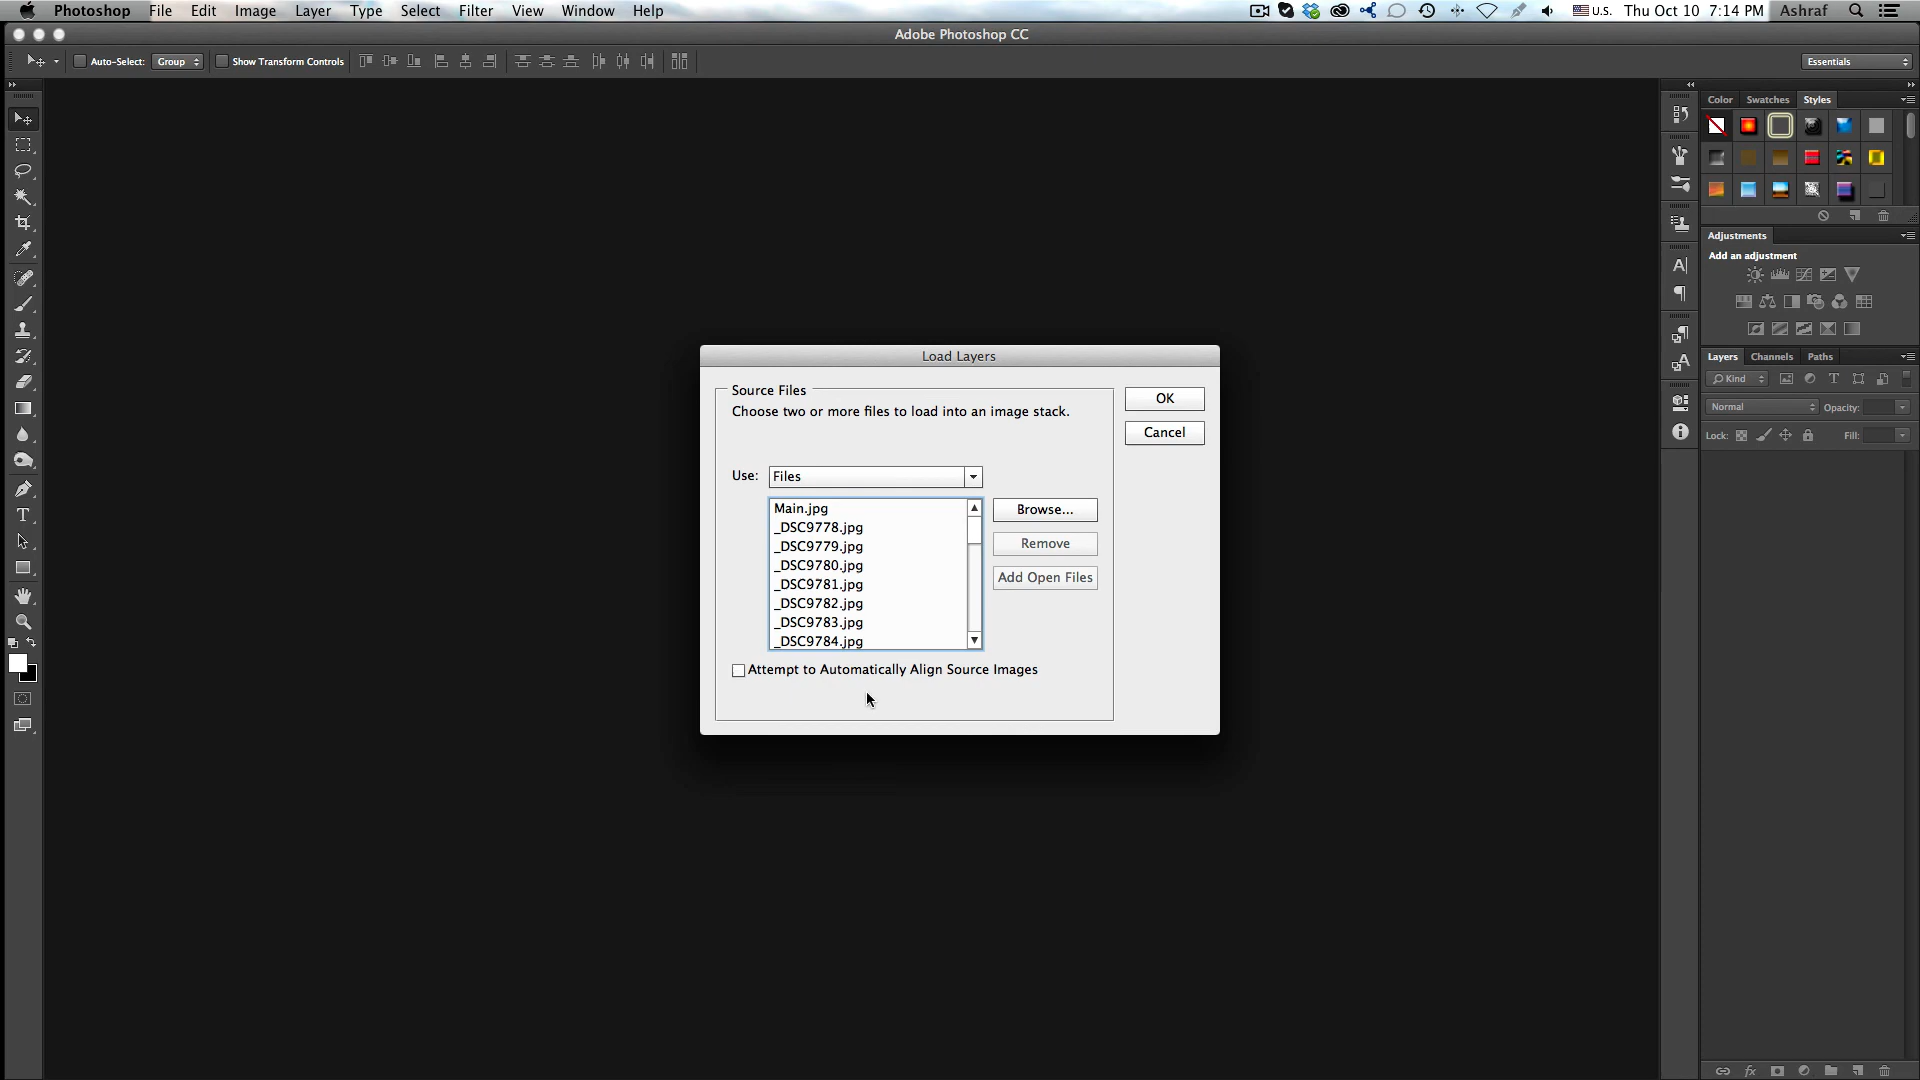 Photoshop File Edit Image Layer Type Select Filter View Window Help U.S. Thu Oct 10 7:14 PM Ashraf
Adobe Photoshop CC
Auto-Select: Group Show Transform Controls Essentials
Color Swatches Styles
Adjustments
Add an adjustment
Layers Channels Paths
Kind
Normal Opacity:
Lock: Fill:
Load Layers
Source Files
Choose two or more files to load into an image stack.
OK
Cancel
Use: Files
Main.jpg
_DSC9778.jpg
_DSC9779.jpg
_DSC9780.jpg
_DSC9781.jpg
_DSC9782.jpg
_DSC9783.jpg
_DSC9784.jpg
Browse...
Remove
Add Open Files
Attempt to Automatically Align Source Images